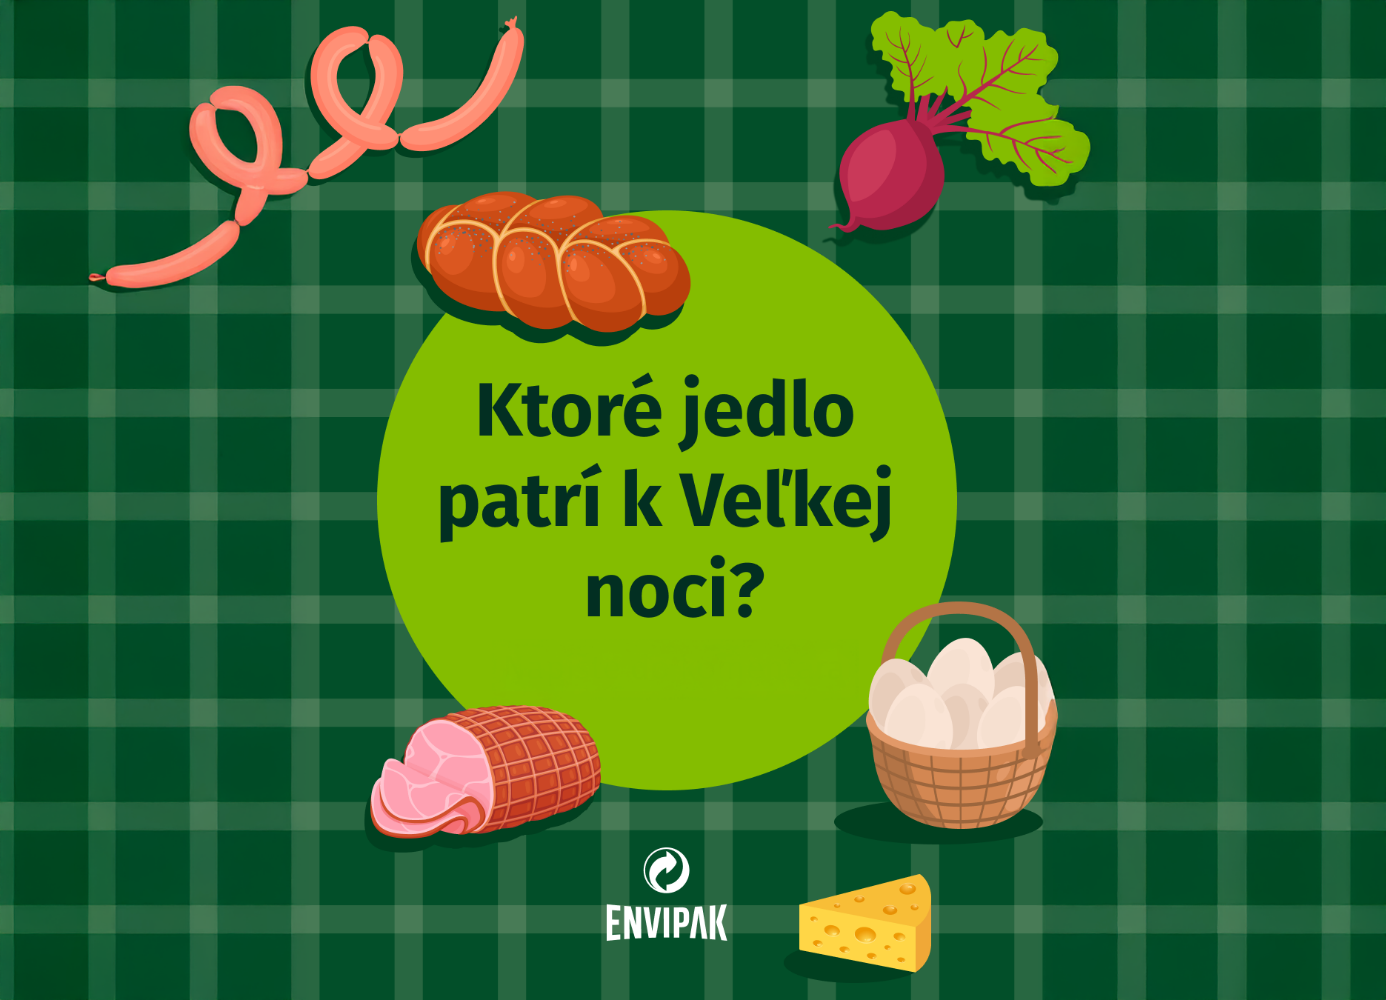 Ktoré jedlo
patrí k Veľkej
noci?
ENVIPAK